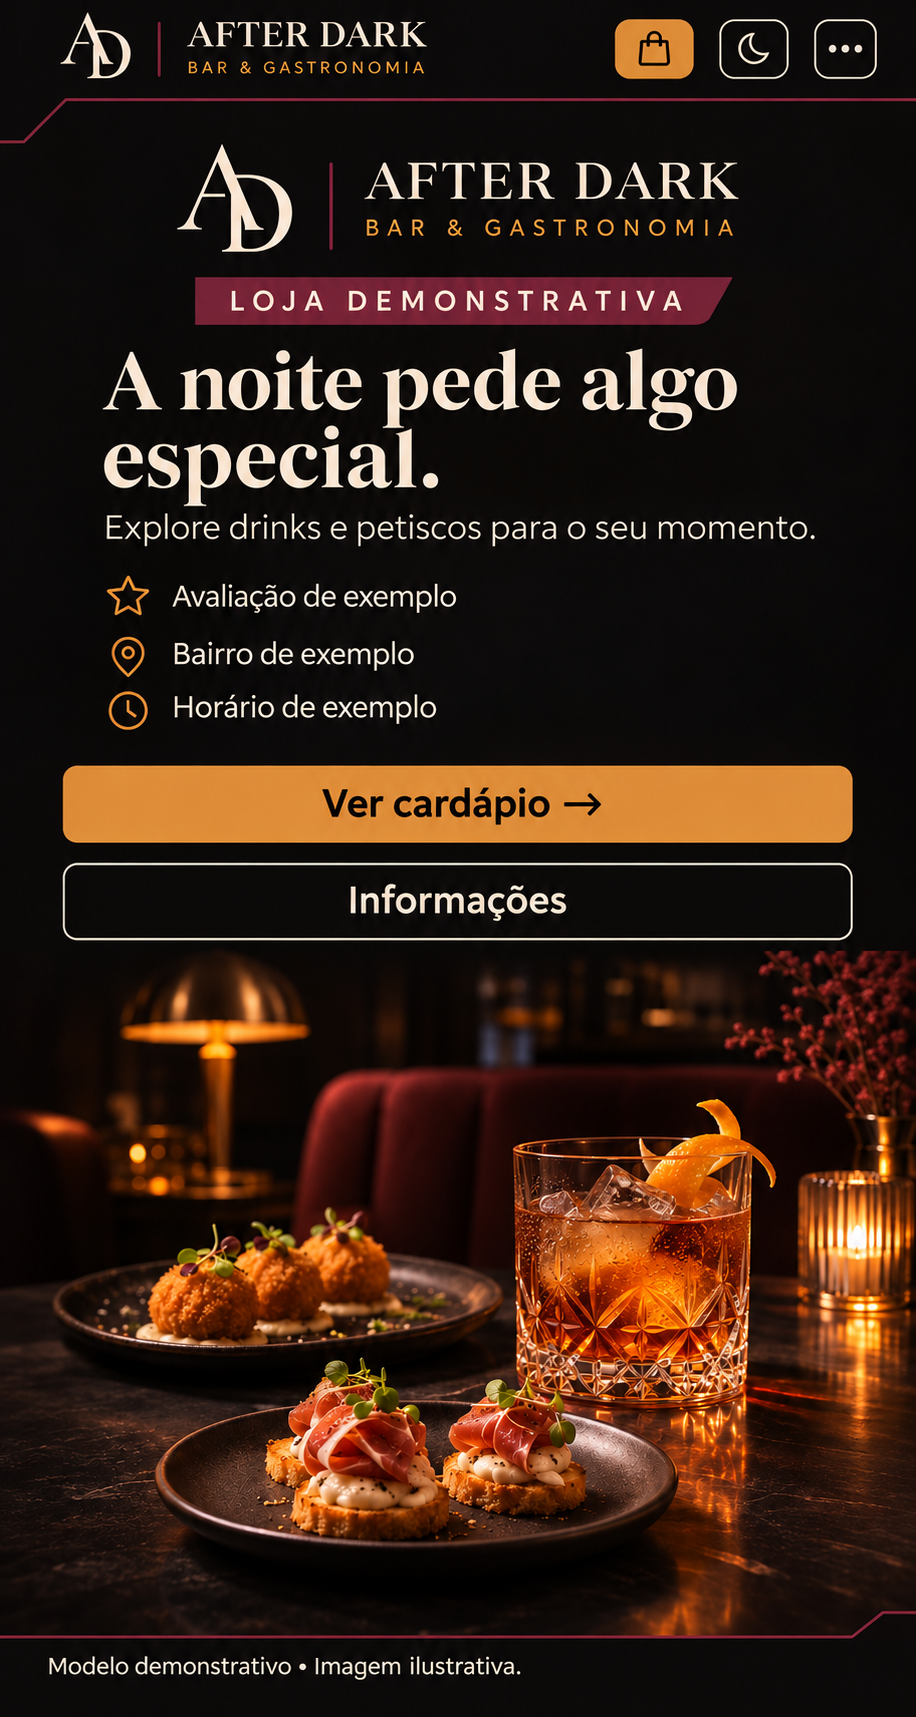 AD
AFTER DARK
BAR & GASTRONOMIA
AD
AFTER DARK
BAR & GASTRONOMIA
LOJA DEMONSTRATIVA
A noite pede algo
especial.
Explore drinks e petiscos para o seu momento.
Avaliação de exemplo
Bairro de exemplo
Horário de exemplo
Ver cardápio →
Informações
Modelo demonstrativo • Imagem ilustrativa.